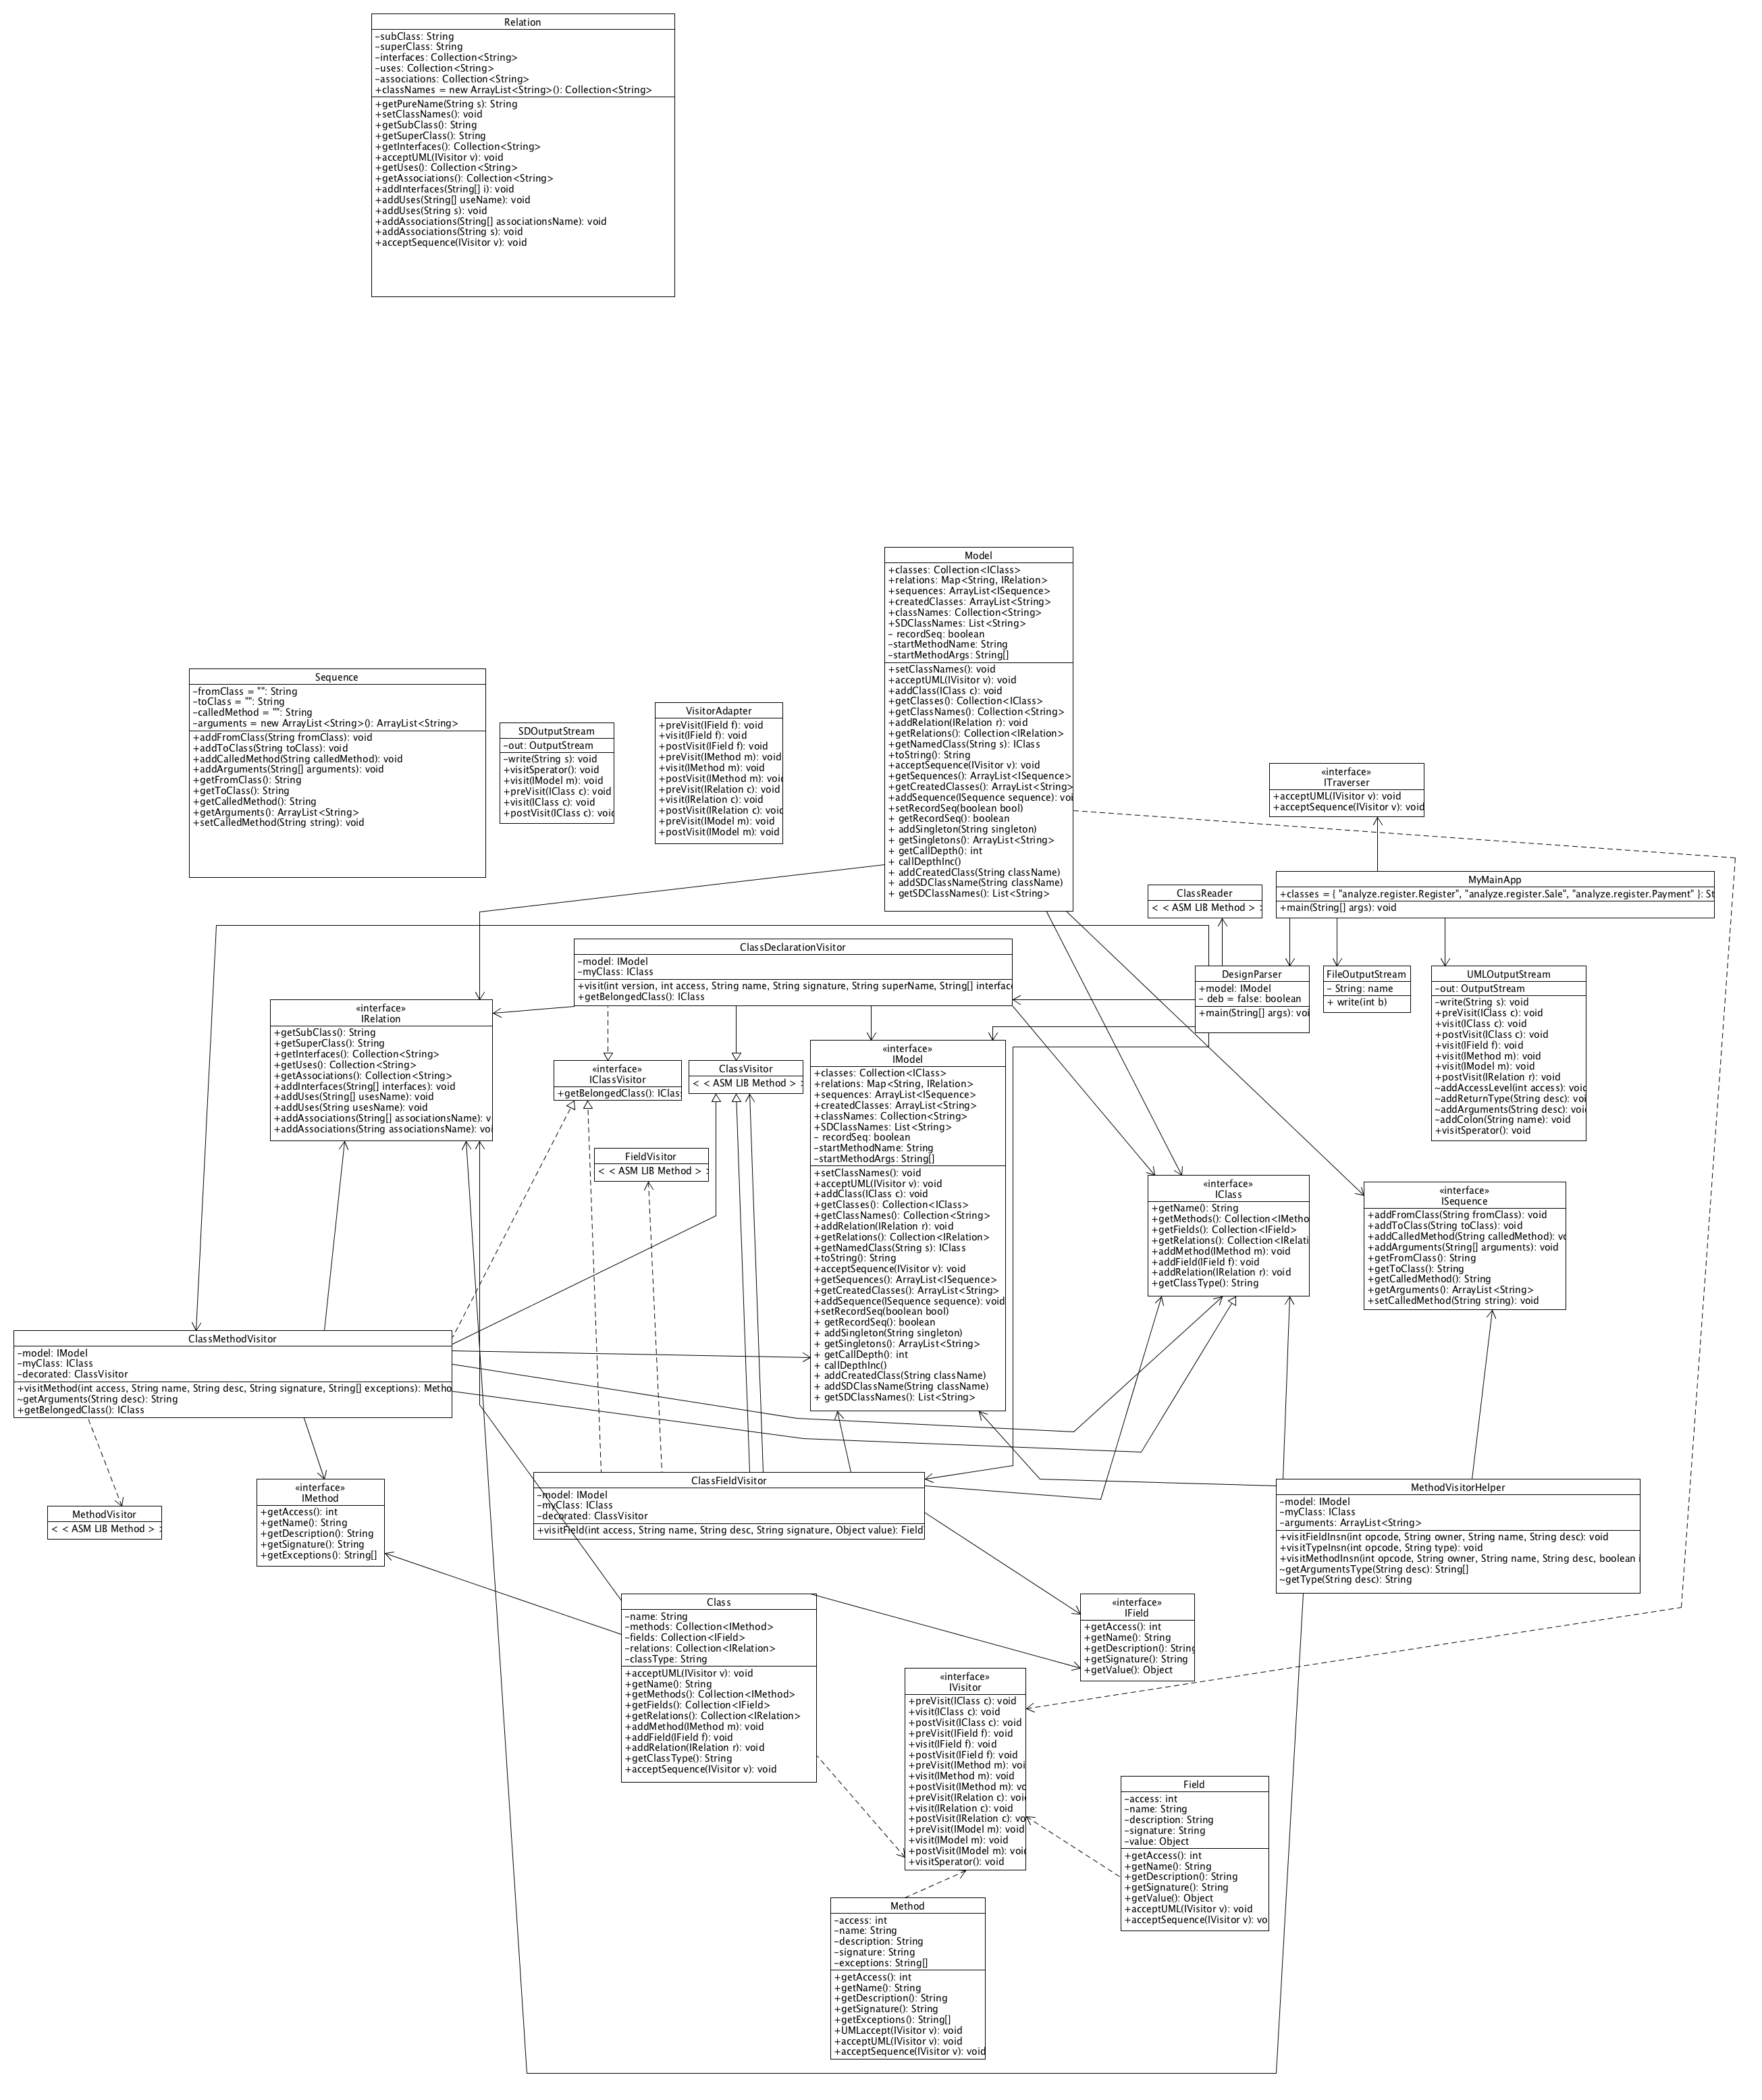 Relation
-subClass: String
-superClass: String
-interfaces: Collection<String>
-uses: Collection<String>
-associations: Collection<String>
+classNames = new ArrayList<String>(): Collection<String>
+getPureName(String s): String
+setClassNames(): void
+getSubClass(): String
+getSuperClass(): String
+getInterfaces(): Collection<String>
+acceptUML(IVisitor v): void
+getUses(): Collection<String>
+getAssociations(): Collection<String>
+addInterfaces(String[] i): void
+addUses(String[] useName): void
+addUses(String s): void
+addAssociations(String[] associationsName): void
+addAssociations(String s): void
+acceptSequence(IVisitor v): void
Model
+classes: Collection<IClass>
+relations: Map<String, IRelation>
+sequences: ArrayList<ISequence>
+createdClasses: ArrayList<String>
+classNames: Collection<String>
+SDClassNames: List<String>
- recordSeq: boolean
-startMethodName: String
-startMethodArgs: String[]
+setClassNames(): void
+acceptUML(IVisitor v): void
+addClass(IClass c): void
+getClasses(): Collection<IClass>
+getClassNames(): Collection<String>
+addRelation(IRelation r): void
+getRelations(): Collection<IRelation>
+getNamedClass(String s): IClass
+toString(): String
+acceptSequence(IVisitor v): void
+getSequences(): ArrayList<ISequence>
+getCreatedClasses(): ArrayList<String>
+addSequence(ISequence sequence): voi
+setRecordSeq(boolean bool)
+ getRecordSeq(): boolean
+ addSingleton(String singleton)
+ getSingletons(): ArrayList<String>
+ getCallDepth(): int
+ callDepthInc()
+ addCreatedClass(String className)
+ addSDClassName(String className)
+ getSDClassNames(): List<String>
Sequence
-fromClass = "": String
-toClass = "": String
-calledMethod = "": String
-arguments = new ArrayList<String>(): ArrayList<String>
+addFromClass(String fromClass): void
+addToClass(String toClass): void
+addCalledMethod(String calledMethod): void
+addArguments(String[] arguments): void
+getFromClass(): String
+getToClass(): String
+getCalledMethod(): String
+getArguments(): ArrayList<String>
+setCalledMethod(String string): void
SDOutputStream
-out: OutputStream
-write(String s): void
+visitSperator(): void
+visit(IModel m): void
+preVisit(IClass c): void
+visit(IClass c): void
+postVisit(IClass c): void
VisitorAdapter
+preVisit(IField f): void
+visit(IField f): void
+postVisit(IField f): void
+preVisit(IMethod m): void
+visit(IMethod m): void
+postVisit(IMethod m): void
+preVisit(IRelation c): void
+visit(IRelation c): void
+postVisit(IRelation c): void
+preVisit(IModel m): void
+postVisit(IModel m): void
«interface»
ITraverser
+acceptUML(IVisitor v): void
+acceptSequence(IVisitor v): void
ClassReader
< < ASM LIB Method > >
MyMainApp
+classes = { "analyze.register.Register", "analyze.register.Sale", "analyze.register.Payment" }: St
+main(String[] args): void
ClassDeclarationVisitor
-model: IModel
-myClass: IClass
+visit(int version, int access, String name, String signature, String superName, String[] interfac
+getBelongedClass(): IClass
DesignParser
+model: IModel
- deb = false: boolean
+main(String[] args): voi
FileOutputStream
- String: name
+ write(int b)
UMLOutputStream
-out: OutputStream
-write(String s): void
+preVisit(IClass c): void
+visit(IClass c): void
+postVisit(IClass c): void
+visit(IField f): void
+visit(IMethod m): void
+visit(IModel m): void
+postVisit(IRelation r): void
~addAccessLevel(int access): void
~addReturnType(String desc): void
~addArguments(String desc): void
-addColon(String name): void
+visitSperator(): void
«interface»
IRelation
+getSubClass(): String
+getSuperClass(): String
+getInterfaces(): Collection<String>
+getUses(): Collection<String>
+getAssociations(): Collection<String>
+addInterfaces(String[] interfaces): void
+addUses(String[] usesName): void
+addUses(String usesName): void
+addAssociations(String[] associationsName): v
+addAssociations(String associationsName): voi
«interface»
IClassVisitor
+getBelongedClass(): IClas
ClassVisitor
< < ASM LIB Method > >
FieldVisitor
< < ASM LIB Method > >
«interface»
IModel
+classes: Collection<IClass>
+relations: Map<String, IRelation>
+sequences: ArrayList<ISequence>
+createdClasses: ArrayList<String>
+classNames: Collection<String>
+SDClassNames: List<String>
- recordSeq: boolean
-startMethodName: String
-startMethodArgs: String[]
+setClassNames(): void
+acceptUML(IVisitor v): void
+addClass(IClass c): void
+getClasses(): Collection<IClass>
+getClassNames(): Collection<String>
+addRelation(IRelation r): void
+getRelations(): Collection<IRelation>
+getNamedClass(String s): IClass
+toString(): String
+acceptSequence(IVisitor v): void
+getSequences(): ArrayList<ISequence>
+getCreatedClasses(): ArrayList<String>
+addSequence(ISequence sequence): void
+setRecordSeq(boolean bool)
+ getRecordSeq(): boolean
+ addSingleton(String singleton)
+ getSingletons(): ArrayList<String>
+ getCallDepth(): int
+ callDepthInc()
+ addCreatedClass(String className)
+ addSDClassName(String className)
+ getSDClassNames(): List<String>
«interface»
IClass
+getName(): String
+getMethods(): Collection<IMetho
+getFields(): Collection<IField>
+getRelations(): Collection<IRelati
+addMethod(IMethod m): void
+addField(IField f): void
+addRelation(IRelation r): void
+getClassType(): String
«interface»
ISequence
+addFromClass(String fromClass): void
+addToClass(String toClass): void
+addCalledMethod(String calledMethod): vo
+addArguments(String[] arguments): void
+getFromClass(): String
+getToClass(): String
+getCalledMethod(): String
+getArguments(): ArrayList<String>
+setCalledMethod(String string): void
ClassMethodVisitor
-model: IModel
-myClass: IClass
-decorated: ClassVisitor
+visitMethod(int access, String name, String desc, String signature, String[] exceptions): Metho
~getArguments(String desc): String
+getBelongedClass(): IClass
MethodVisitor
< < ASM LIB Method > >
«interface»
IMethod
+getAccess(): int
+getName(): String
+getDescription(): String
+getSignature(): String
+getExceptions(): String[]
ClassFieldVisitor
-model: IModel
-myClass: IClass
-decorated: ClassVisitor
+visitField(int access, String name, String desc, String signature, Object value): Field
MethodVisitorHelper
-model: IModel
-myClass: IClass
-arguments: ArrayList<String>
+visitFieldInsn(int opcode, String owner, String name, String desc): void
+visitTypeInsn(int opcode, String type): void
+visitMethodInsn(int opcode, String owner, String name, String desc, boolean i
~getArgumentsType(String desc): String[]
~getType(String desc): String
Class
-name: String
-methods: Collection<IMethod>
-fields: Collection<IField>
-relations: Collection<IRelation>
-classType: String
+acceptUML(IVisitor v): void
+getName(): String
+getMethods(): Collection<IMethod>
+getFields(): Collection<IField>
+getRelations(): Collection<IRelation>
+addMethod(IMethod m): void
+addField(IField f): void
+addRelation(IRelation r): void
+getClassType(): String
+acceptSequence(IVisitor v): void
«interface»
IField
+getAccess(): int
+getName(): String
+getDescription(): String
+getSignature(): String
+getValue(): Object
«interface»
IVisitor
+preVisit(IClass c): void
+visit(IClass c): void
+postVisit(IClass c): void
+preVisit(IField f): void
+visit(IField f): void
+postVisit(IField f): void
+preVisit(IMethod m): voi
+visit(IMethod m): void
+postVisit(IMethod m): vo
+preVisit(IRelation c): voi
+visit(IRelation c): void
+postVisit(IRelation c): vo
+preVisit(IModel m): void
+visit(IModel m): void
+postVisit(IModel m): voi
+visitSperator(): void
Field
-access: int
-name: String
-description: String
-signature: String
-value: Object
+getAccess(): int
+getName(): String
+getDescription(): String
+getSignature(): String
+getValue(): Object
+acceptUML(IVisitor v): void
+acceptSequence(IVisitor v): vo
Method
-access: int
-name: String
-description: String
-signature: String
-exceptions: String[]
+getAccess(): int
+getName(): String
+getDescription(): String
+getSignature(): String
+getExceptions(): String[]
+UMLaccept(IVisitor v): void
+acceptUML(IVisitor v): void
+acceptSequence(IVisitor v): void